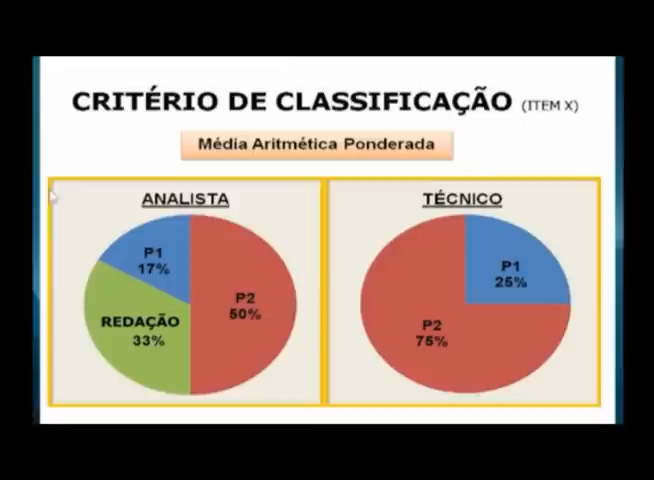 CRITÉRIO DE CLASSIFICAÇÃO (ITEM X)
Média Aritmética Ponderada
ANALISTA
P1
17%
P2
50%
REDAÇÃO
33%
TÉCNICO
P1
25%
P2
75%